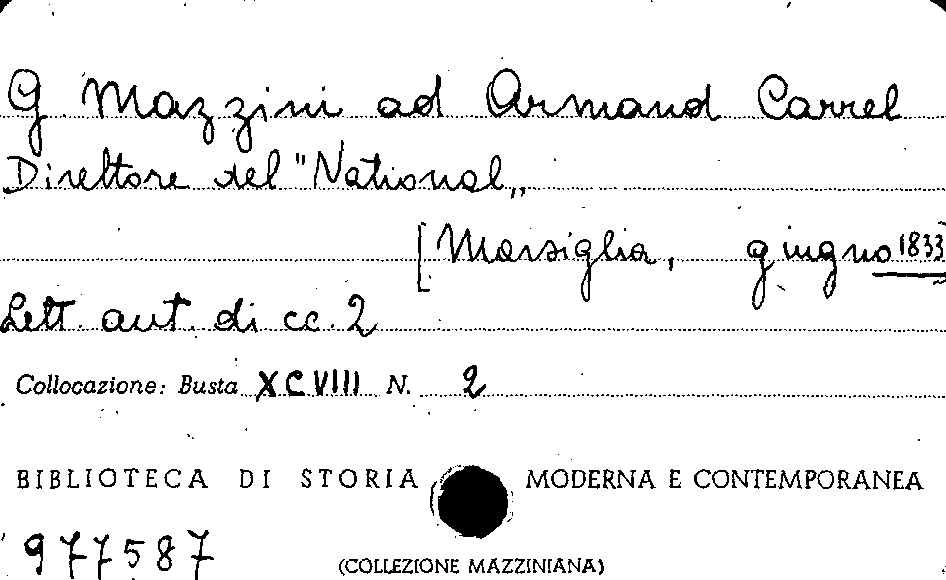 G. Mazzini ad Armand Carrel
Direttore del "National„
[Marsiglia, giugno 1833]
Lett. aut. di cc. 2
Collocazione: Busta XCVIII N. 2
BIBLIOTECA DI STORIA MODERNA E CONTEMPORANEA
977587
(COLLEZIONE MAZZINIANA)